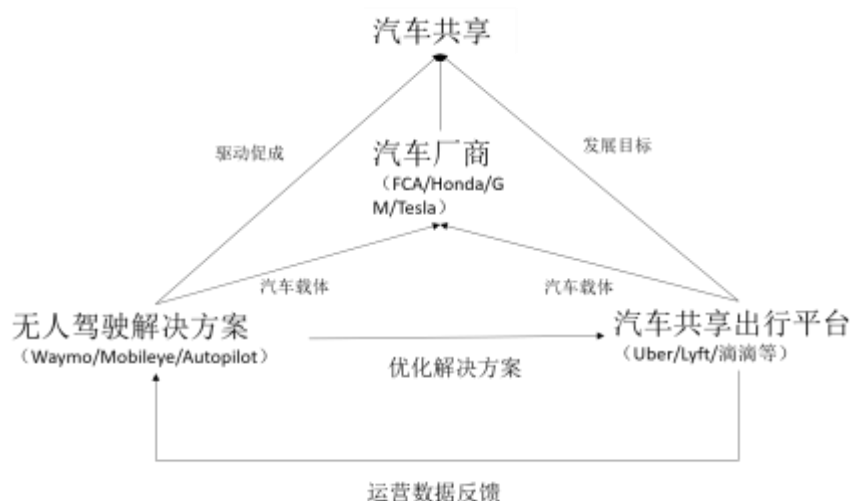 汽车共享
驱动促成
发展目标
汽车厂商
（FCA/Honda/G
M/Tesla）
汽车载体
汽车载体
无人驾驶解决方案
（Waymo/Mobileye/Autopilot）
汽车共享出行平台
（Uber/Lyft/滴滴等）
优化解决方案
运营数据反馈